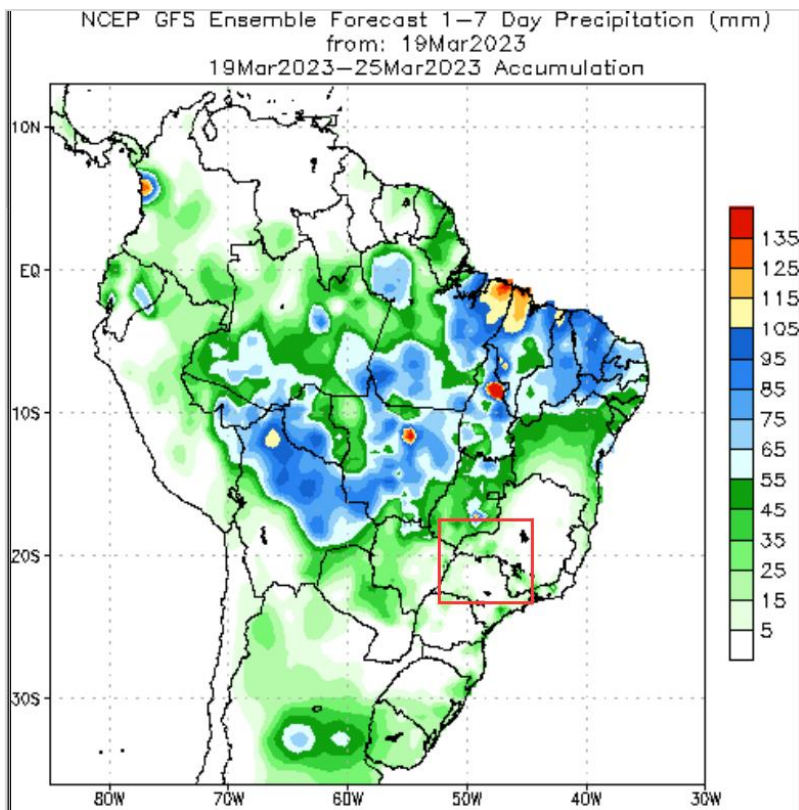 NCEP GFS Ensemble Forecast 1–7 Day Precipitation (mm)
from: 19Mar2023
19Mar2023–25Mar2023 Accumulation
10N
EQ
10S
20S
30S
80W 70W 60W 50W 40W 30W
135
125
115
105
95
85
75
65
55
45
35
25
15
5